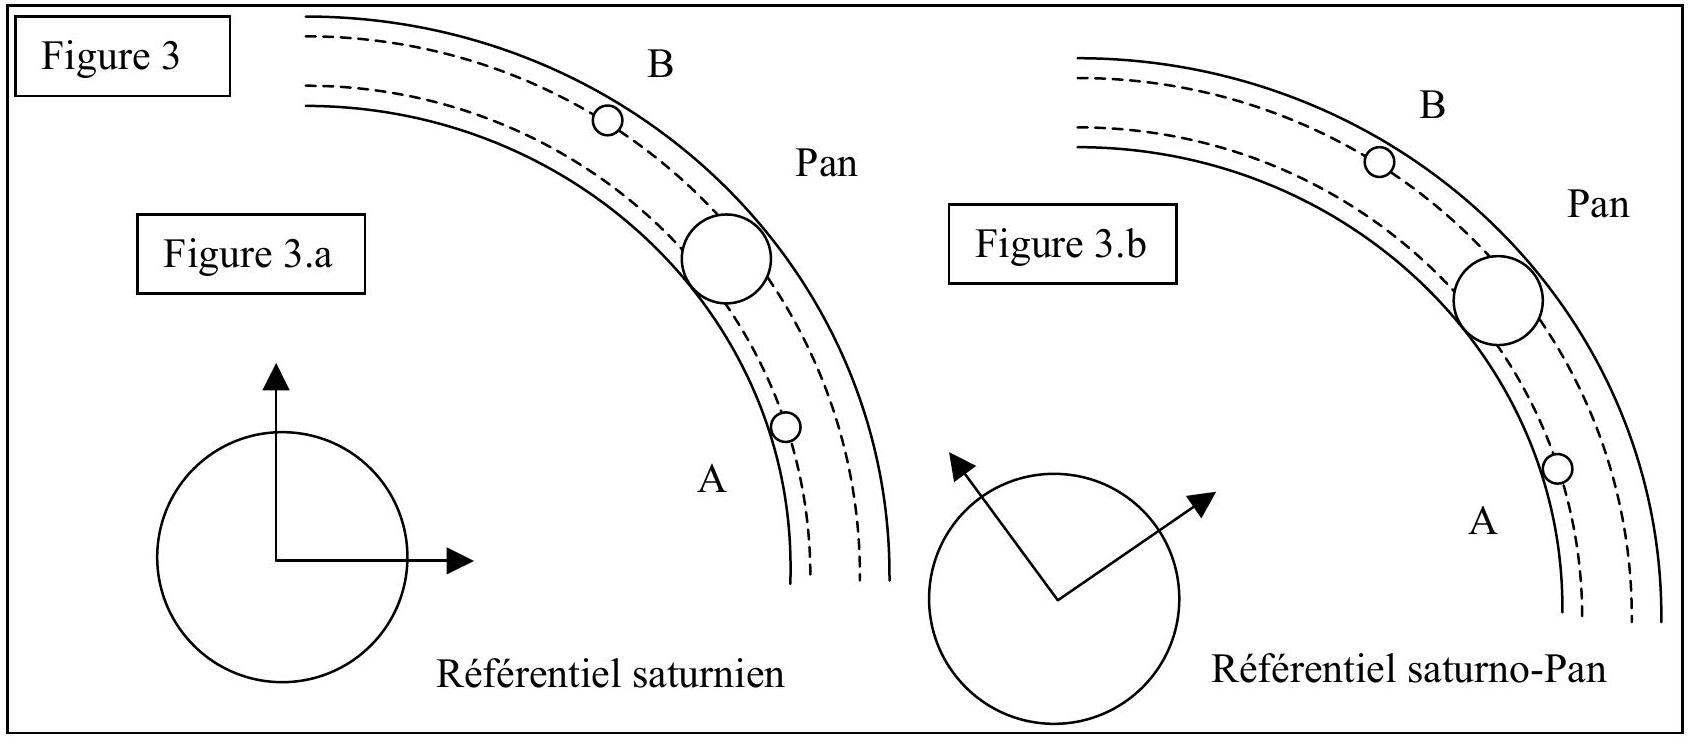 Figure 3
B
Pan
Figure 3.a
A
Référentiel saturnien
B
Pan
Figure 3.b
A
Référentiel saturno-Pan